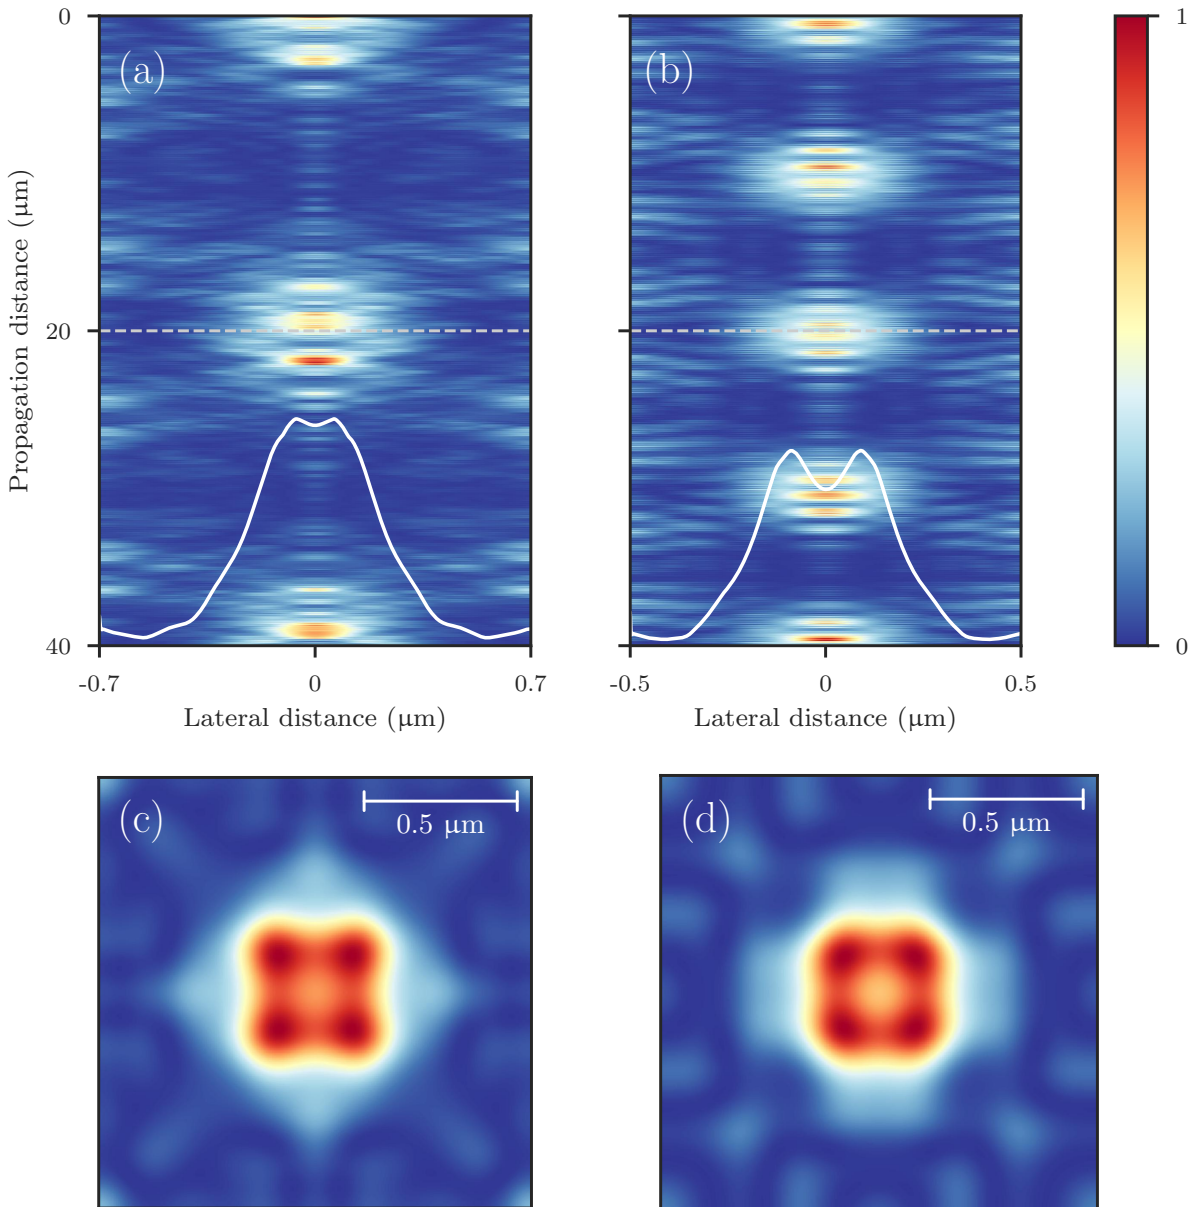 0
20
40
Propagation distance (μm)
(a)
-0.7 0 0.7
Lateral distance (μm)
(b)
-0.5 0 0.5
Lateral distance (μm)
1
0
(c)
0.5 μm
(d)
0.5 μm